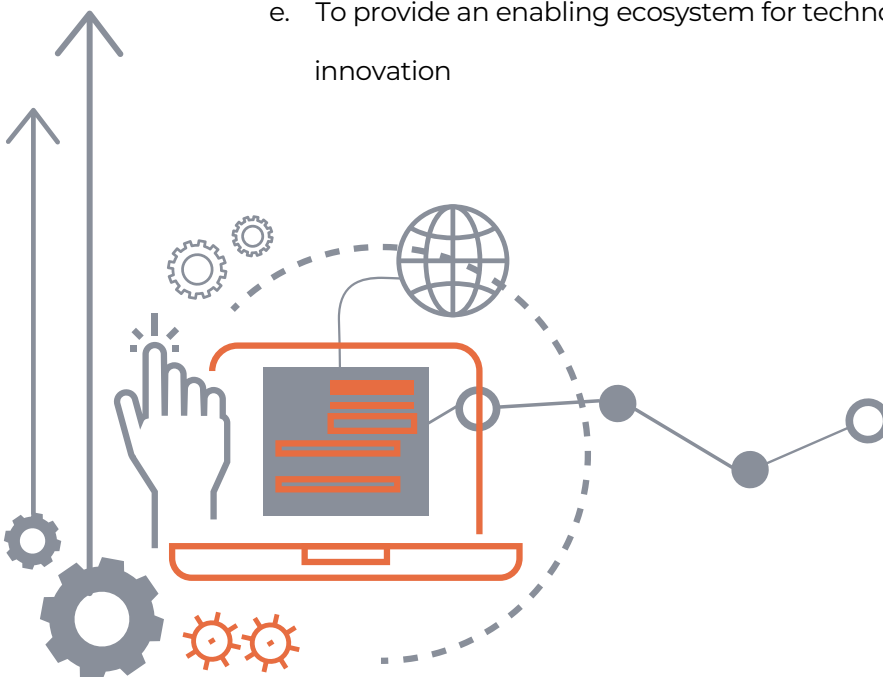 e. To provide an enabling ecosystem for techno
innovation